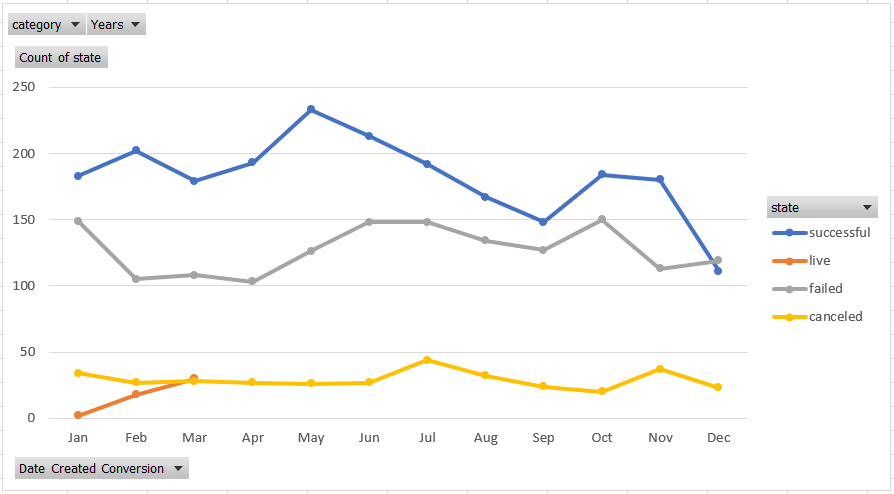 category Years
Count of state
250
200
150
100
50
0
Jan Feb Mar Apr May Jun Jul Aug Sep Oct Nov Dec
state
successful
live
failed
canceled
Date Created Conversion